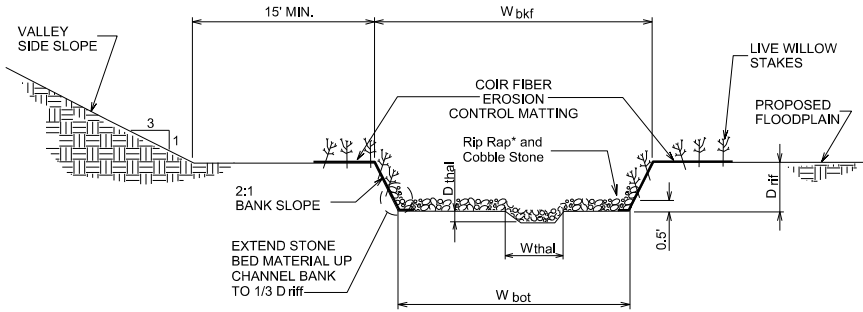 15' MIN.
W bkf
VALLEY
SIDE SLOPE
LIVE WILLOW
STAKES
COIR FIBER
EROSION
CONTROL MATTING
PROPOSED
FLOODPLAIN
3
1
Rip Rap* and
Cobble Stone
D thal
D rif
2:1
BANK SLOPE
0.5'
EXTEND STONE
BED MATERIAL UP
CHANNEL BANK
TO 1/3 D riff
W thal
W bot